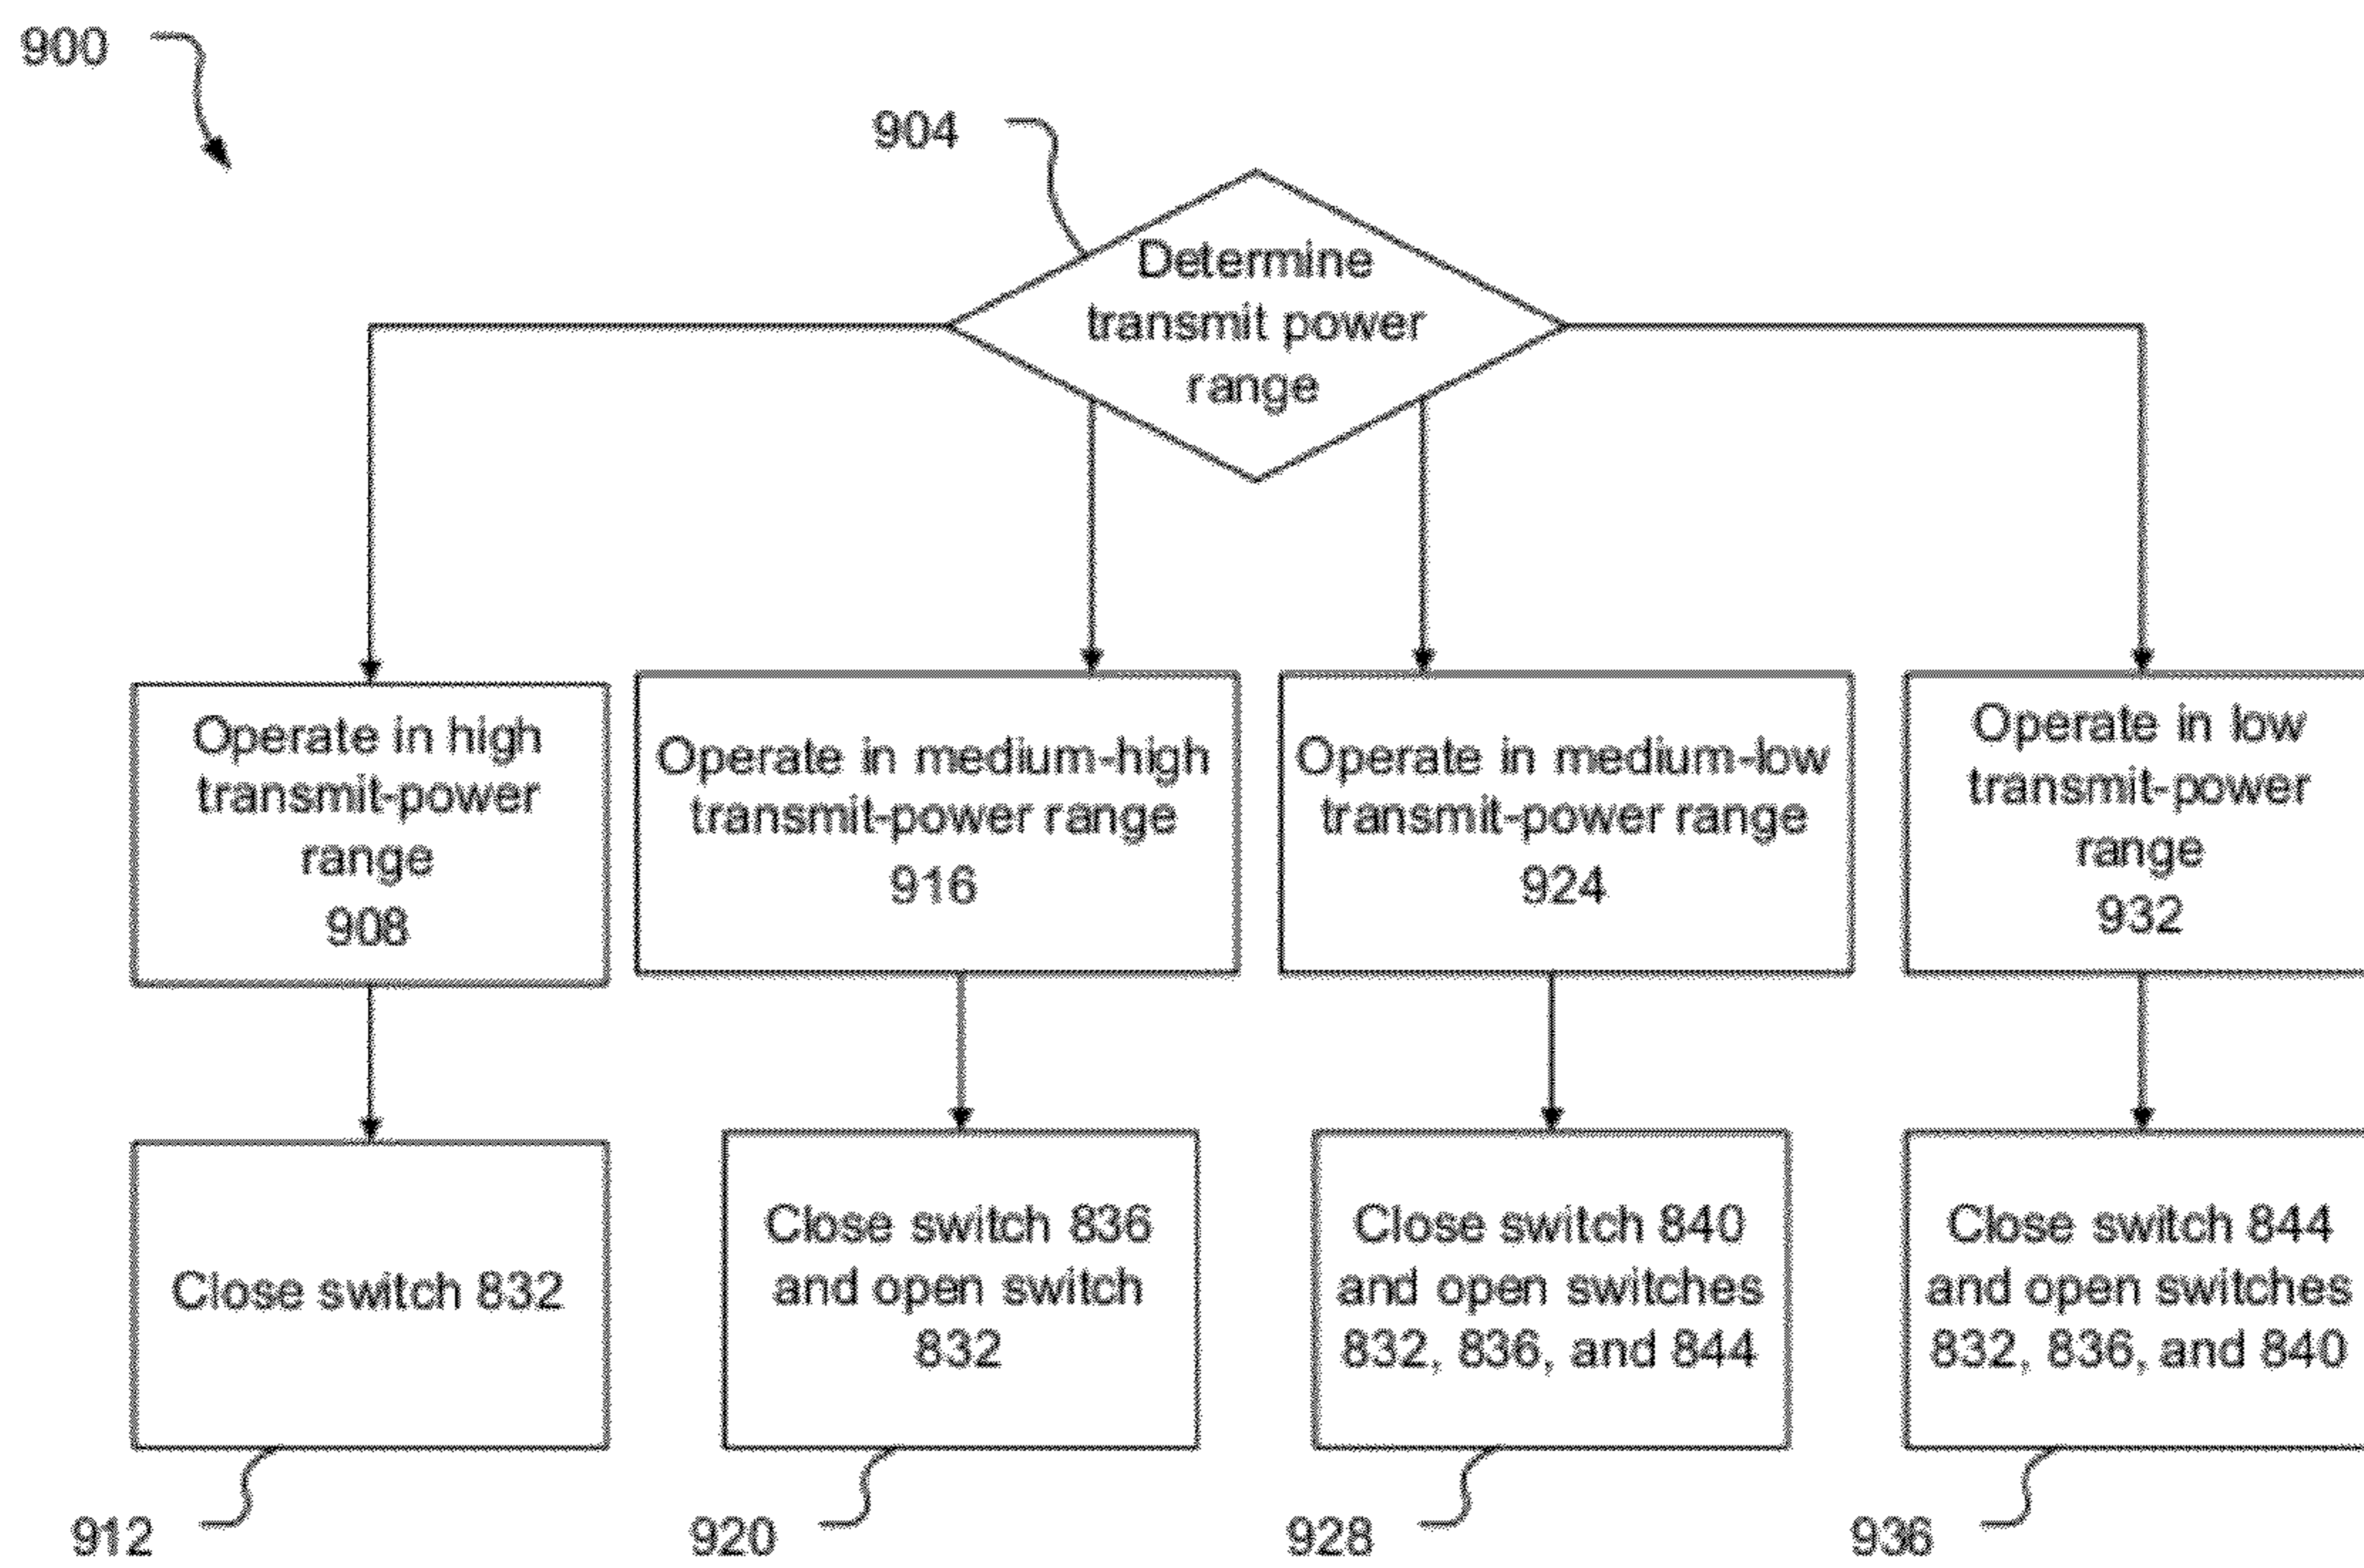 900
904
Determine
transmit power
range
Operate in high
transmit-power
range
908
Operate in medium-high
transmit-power range
916
Operate in medium-low
transmit-power range
924
Operate in low
transmit-power
range
932
Close switch 832
Close switch 836
and open switch
832
Close switch 840
and open switches
832, 836, and 844
Close switch 844
and open switches
832, 836, and 840
912
920
928
936